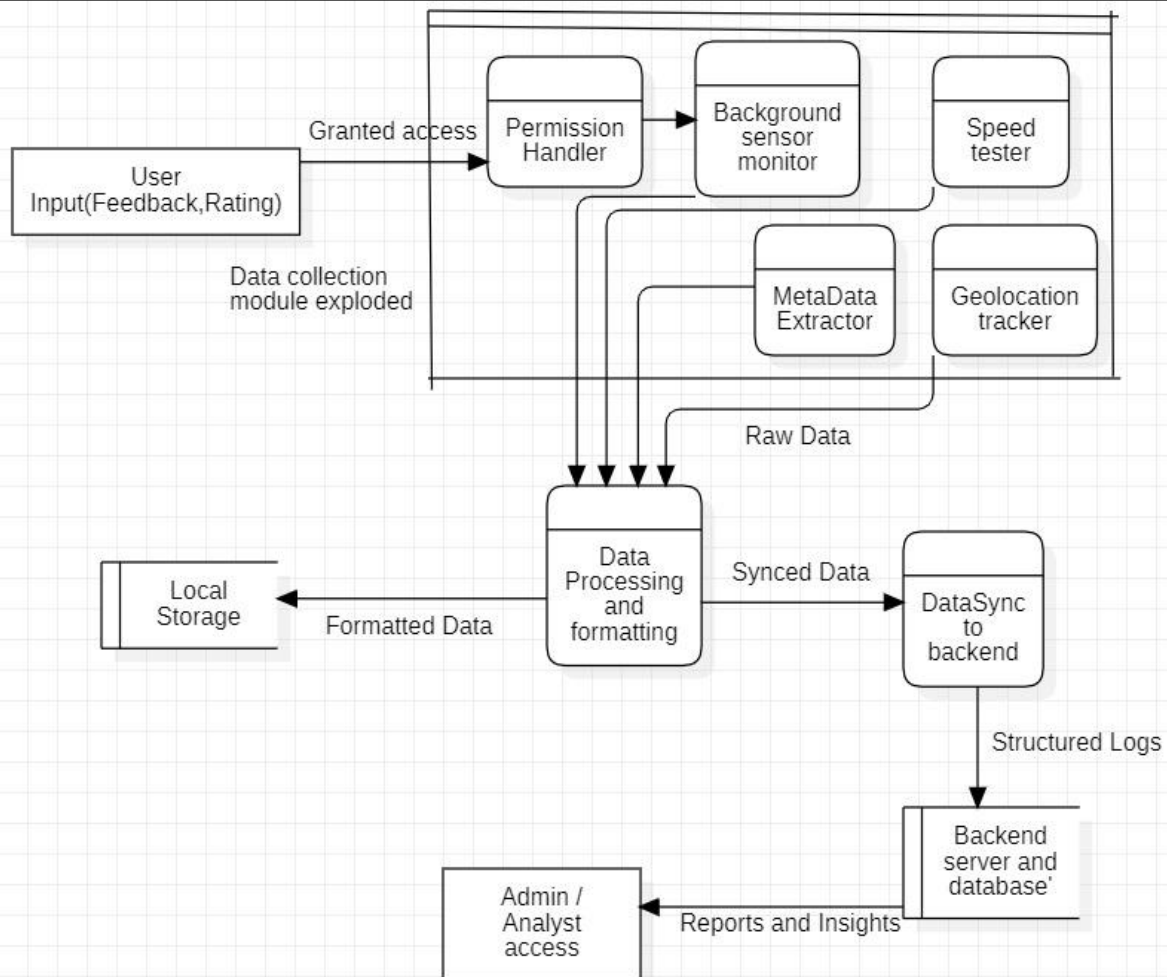 Granted access
User
Input(Feedback,Rating)
Permission
Handler
Background
sensor
monitor
Speed
tester
Data collection
module exploded
MetaData
Extractor
Geolocation
tracker
Raw Data
Data
Processing
and
formatting
Synced Data
DataSync
to
backend
Local
Storage
Formatted Data
Structured Logs
Backend
server and
database'
Admin /
Analyst
access
Reports and Insights